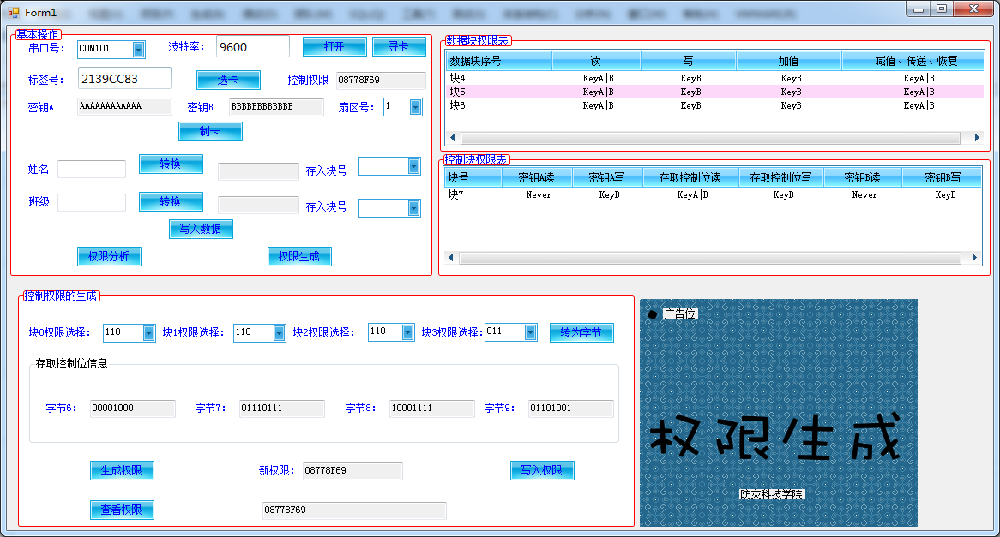 Form1
基本操作
串口号： COM101 波特率： 9600 打开 寻卡
标签号： 2139CC83 选卡 控制权限 08778F69
密钥A AAAAAAAAAAAA 密钥B BBBBBBBBBBBB 扇区号： 1
制卡
姓名 转换 存入块号
班级 转换 存入块号
写入数据
权限分析 权限生成
数据块权限表
数据块序号 读 写 加值 减值、传送、恢复
块4 KeyA|B KeyB KeyB KeyA|B
块5 KeyA|B KeyB KeyB KeyA|B
块6 KeyA|B KeyB KeyB KeyA|B
控制块权限表
块号 密钥A读 密钥A写 存取控制位读 存取控制位写 密钥B读 密钥B写
块7 Never KeyB KeyA|B KeyB Never KeyB
控制权限的生成
块0权限选择： 110 块1权限选择： 110 块2权限选择： 110 块3权限选择： 011 转为字节
存取控制位信息
字节6： 00001000 字节7： 01110111 字节8： 10001111 字节9： 01101001
生成权限 新权限： 08778F69 写入权限
查看权限 08778F69
广告位
权限生成
防灾科技学院